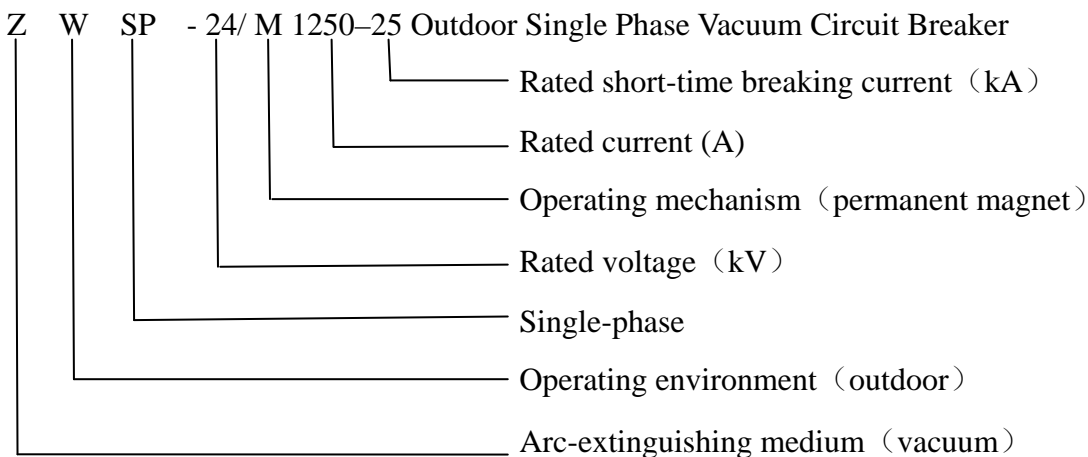 Z W SP - 24/ M 1250–25 Outdoor Single Phase Vacuum Circuit Breaker
Rated short-time breaking current（kA）
Rated current (A)
Operating mechanism（permanent magnet）
Rated voltage（kV）
Single-phase
Operating environment（outdoor）
Arc-extinguishing medium（vacuum）